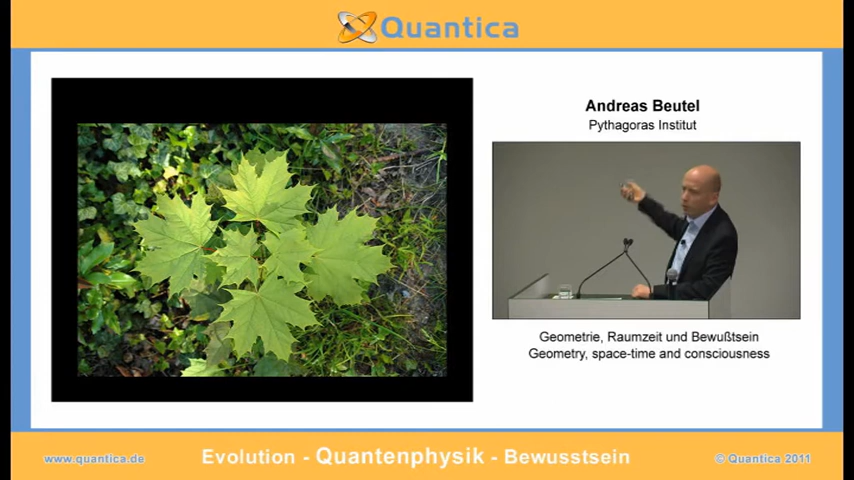 Quantica
Andreas Beutel
Pythagoras Institut
Geometrie, Raumzeit und Bewußtsein
Geometry, space-time and consciousness
www.quantica.de
Evolution - Quantenphysik - Bewusstsein
© Quantica 2011